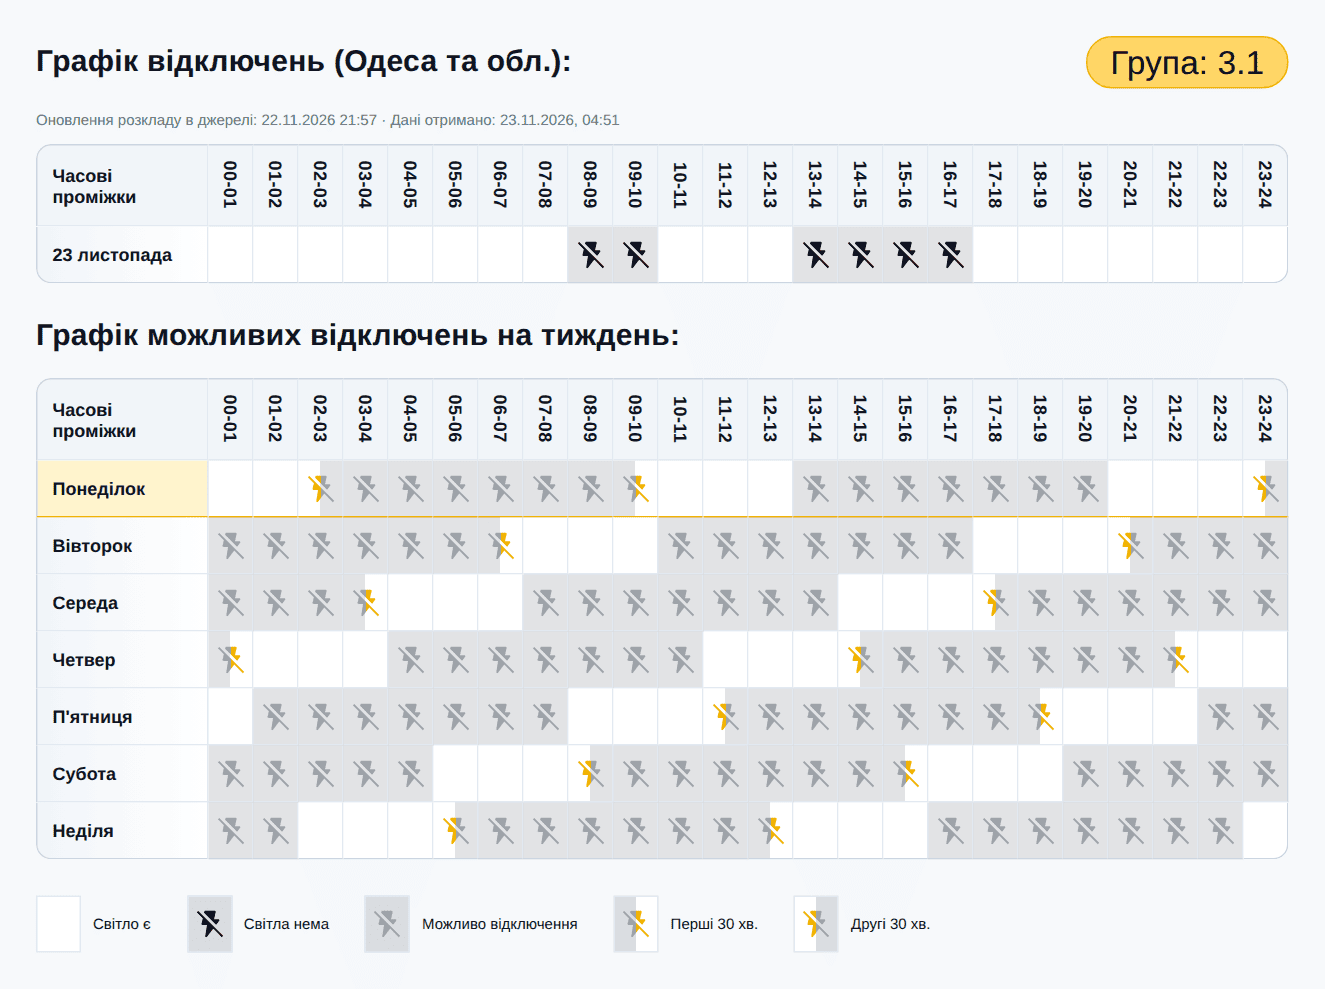 Графік відключень (Одеса та обл.):
Група: 3.1
Оновлення розкладу в джерелі: 22.11.2026 21:57 · Дані отримано: 23.11.2026, 04:51
Часові проміжки 00-01 01-02 02-03 03-04 04-05 05-06 06-07 07-08 08-09 09-10 10-11 11-12 12-13 13-14 14-15 15-16 16-17 17-18 18-19 19-20 20-21 21-22 22-23 23-24
23 листопада
Графік можливих відключень на тиждень:
Часові проміжки 00-01 01-02 02-03 03-04 04-05 05-06 06-07 07-08 08-09 09-10 10-11 11-12 12-13 13-14 14-15 15-16 16-17 17-18 18-19 19-20 20-21 21-22 22-23 23-24
Понеділок
Вівторок
Середа
Четвер
П'ятниця
Субота
Неділя
Світло є Світла нема Можливо відключення Перші 30 хв. Другі 30 хв.